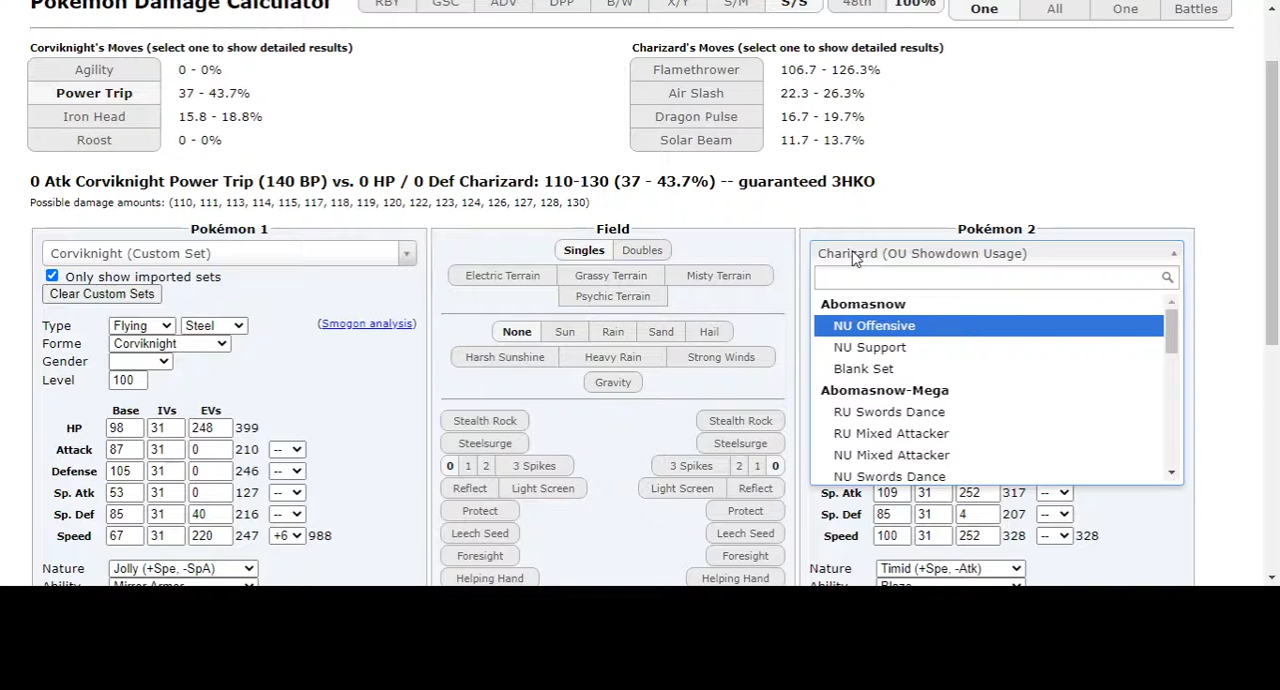 Pokémon Damage Calculator
RBY GSC ADV DPP B/W X/Y S/M S/S 48th 100% One All One Battles
Corviknight's Moves (select one to show detailed results)
Agility 0 - 0%
Power Trip 37 - 43.7%
Iron Head 15.8 - 18.8%
Roost 0 - 0%
Charizard's Moves (select one to show detailed results)
Flamethrower 106.7 - 126.3%
Air Slash 22.3 - 26.3%
Dragon Pulse 16.7 - 19.7%
Solar Beam 11.7 - 13.7%
0 Atk Corviknight Power Trip (140 BP) vs. 0 HP / 0 Def Charizard: 110-130 (37 - 43.7%) -- guaranteed 3HKO
Possible damage amounts: (110, 111, 113, 114, 115, 117, 118, 119, 120, 122, 123, 124, 126, 127, 128, 130)
Pokémon 1
Corviknight (Custom Set)
Only show imported sets
Clear Custom Sets
Type Flying Steel (Smogon analysis)
Forme Corviknight
Gender
Level 100
Base IVs EVs
HP 98 31 248 399
Attack 87 31 0 210 --
Defense 105 31 0 246 --
Sp. Atk 53 31 0 127 --
Sp. Def 85 31 40 216 --
Speed 67 31 220 247 +6 988
Nature Jolly (+Spe, -SpA)
Ability Mirror Armor
Field
Singles Doubles
Electric Terrain Grassy Terrain Misty Terrain
Psychic Terrain
None Sun Rain Sand Hail
Harsh Sunshine Heavy Rain Strong Winds
Gravity
Stealth Rock Stealth Rock
Steelsurge Steelsurge
0 1 2 3 Spikes 3 Spikes 2 1 0
Reflect Light Screen Light Screen Reflect
Protect Protect
Leech Seed Leech Seed
Foresight Foresight
Helping Hand Helping Hand
Pokémon 2
Charizard (OU Showdown Usage)
Abomasnow
NU Offensive
NU Support
Blank Set
Abomasnow-Mega
RU Swords Dance
RU Mixed Attacker
NU Mixed Attacker
NU Swords Dance
Sp. Atk 109 31 252 317 --
Sp. Def 85 31 4 207 --
Speed 100 31 252 328 -- 328
Nature Timid (+Spe, -Atk)
Ability Blaze